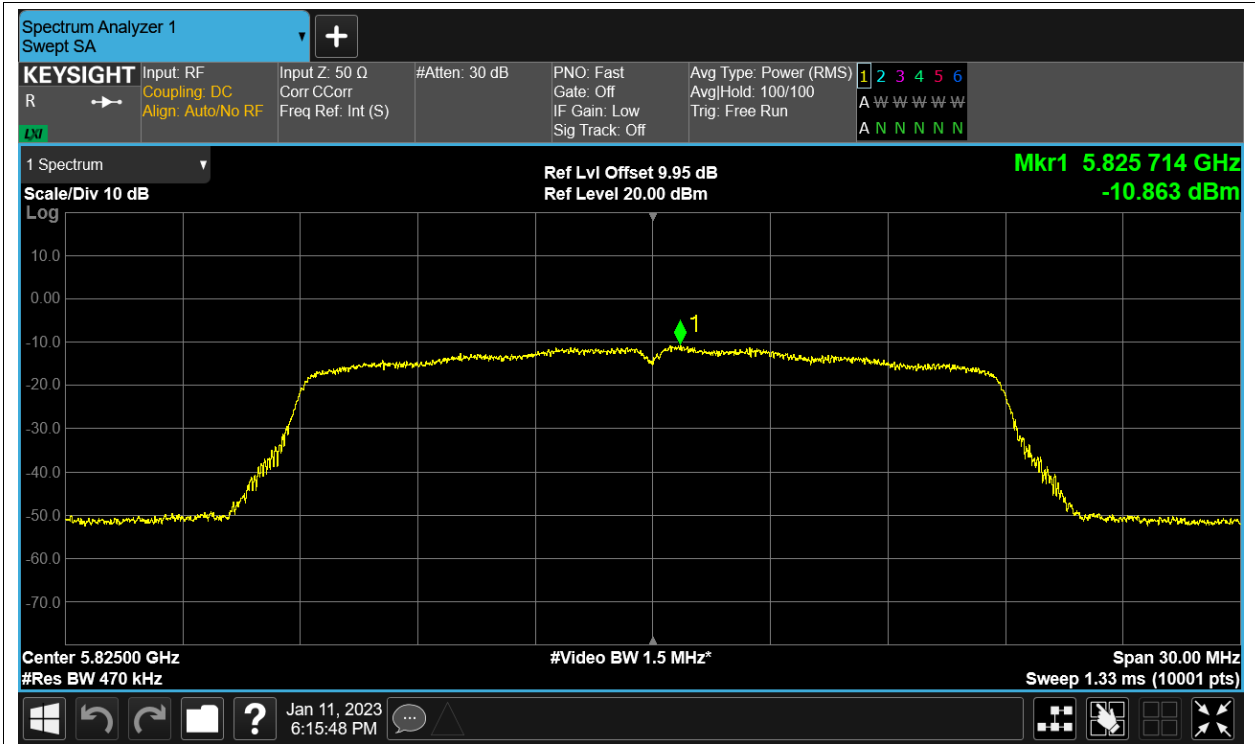 Spectrum Analyzer 1
Swept SA
KEYSIGHT
R
LXI
Input: RF
Coupling: DC
Align: Auto/No RF
Input Z: 50 Ω
Corr CCorr
Freq Ref: Int (S)
#Atten: 30 dB
PNO: Fast
Gate: Off
IF Gain: Low
Sig Track: Off
Avg Type: Power (RMS)
Avg|Hold: 100/100
Trig: Free Run
1 2 3 4 5 6
A W W W W W
A N N N N N
1 Spectrum
Scale/Div 10 dB
Log
Ref Lvl Offset 9.95 dB
Ref Level 20.00 dBm
Mkr1 5.825 714 GHz
-10.863 dBm
10.0
0.00
-10.0
-20.0
-30.0
-40.0
-50.0
-60.0
-70.0
1
Center 5.82500 GHz
#Res BW 470 kHz
#Video BW 1.5 MHz*
Span 30.00 MHz
Sweep 1.33 ms (10001 pts)
Jan 11, 2023
6:15:48 PM